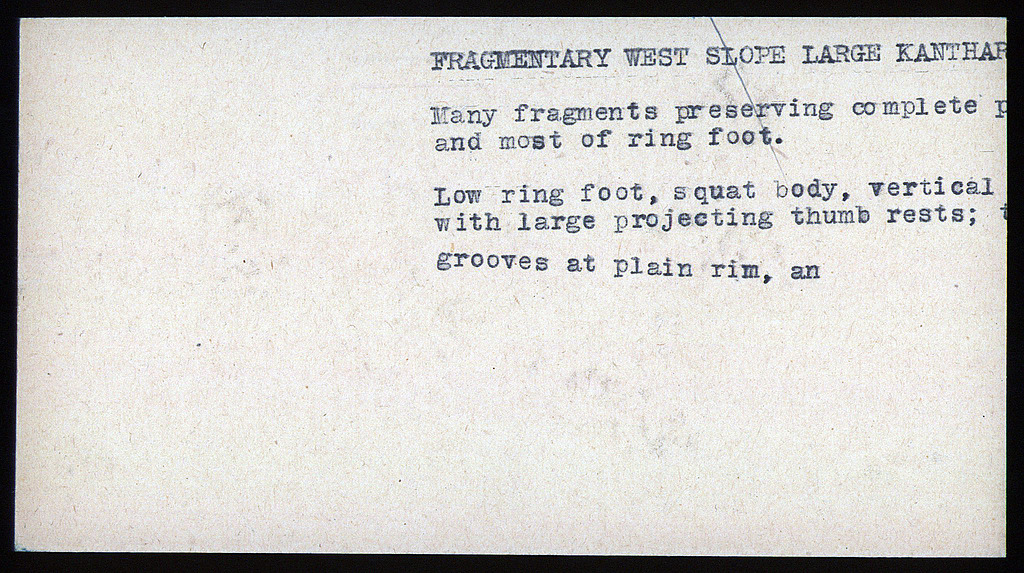 FRAGMENTARY WEST SLOPE LARGE KANTHAR
Many fragments preserving complete p
and most of ring foot.
Low ring foot, squat body, vertical
with large projecting thumb rests; t
grooves at plain rim, an